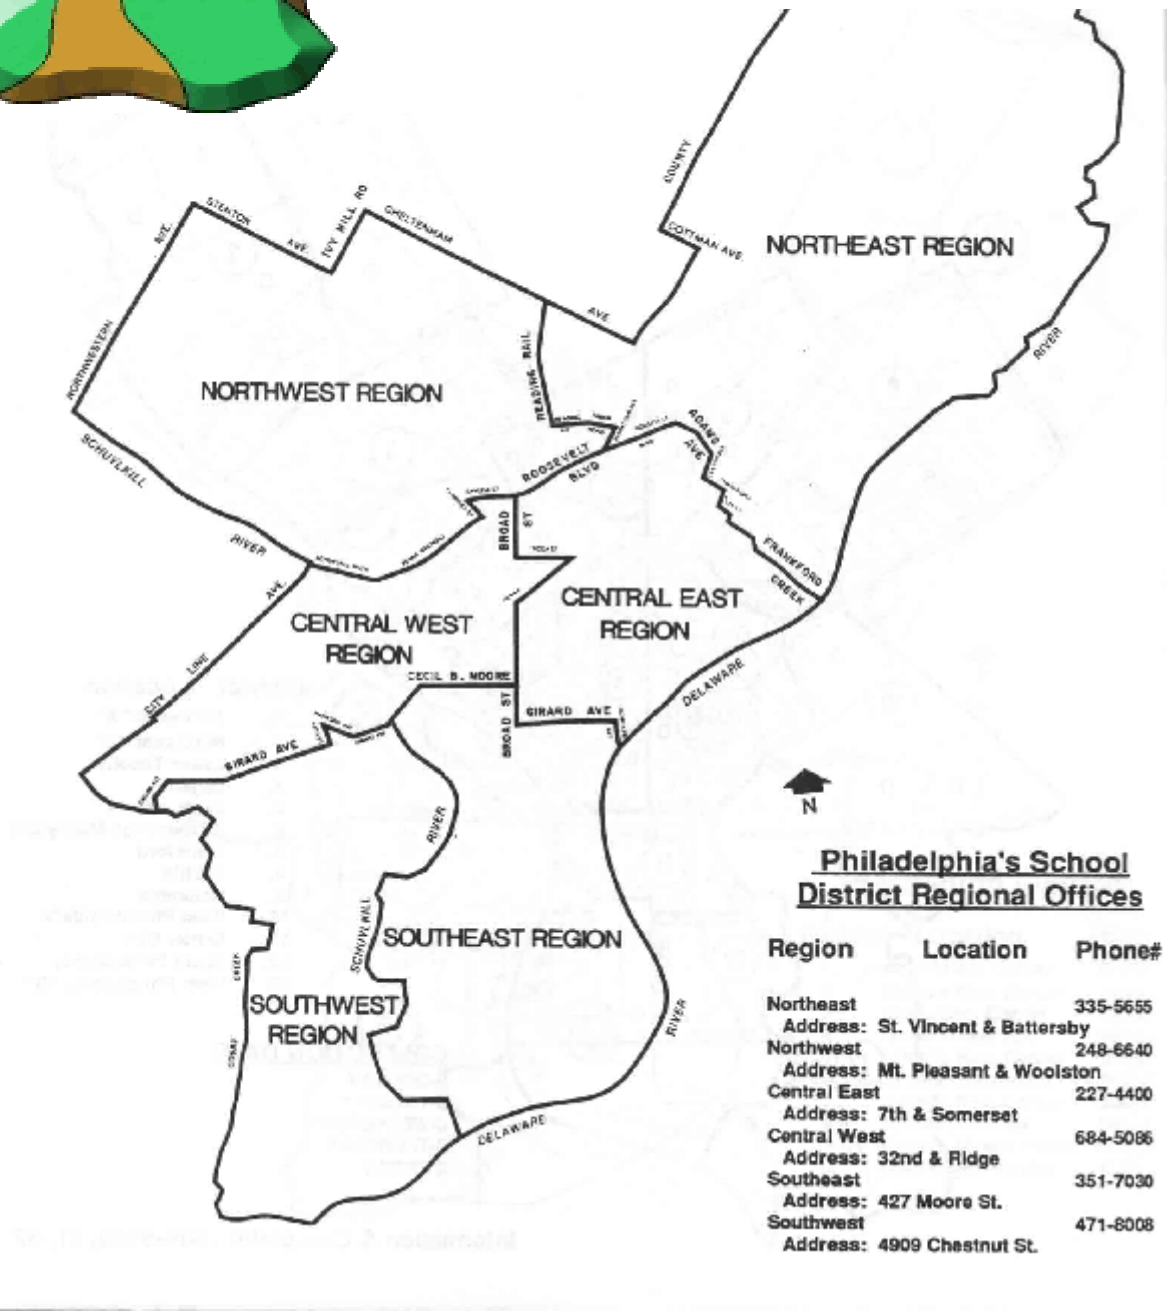 COUNTY
COTTMAN AVE.
NORTHEAST REGION
RIVER
STENTON AVE.
IVY HILL RD
CHELTENHAM AVE
NORTHWESTERN AVE.
READING RAIL
NORTHWEST REGION
SCHUYLKILL RIVER
ROOSEVELT BLVD
ADAMS AVE
BROAD ST
FRANKFORD CREEK
CENTRAL EAST
REGION
CENTRAL WEST
REGION
CITY LINE AVE.
CECIL B. MOORE
BROAD ST
GIRARD AVE
DELAWARE
GIRARD AVE
RIVER
N
SCHUYLKILL
SOUTHEAST REGION
SOUTHWEST
REGION
CREEK
RIVER
DELAWARE
Philadelphia's School
District Regional Offices
Region Location Phone#
Northeast 335-5655
Address: St. Vincent & Battersby
Northwest 248-6640
Address: Mt. Pleasant & Woolston
Central East 227-4400
Address: 7th & Somerset
Central West 684-5086
Address: 32nd & Ridge
Southeast 351-7030
Address: 427 Moore St.
Southwest 471-8008
Address: 4909 Chestnut St.